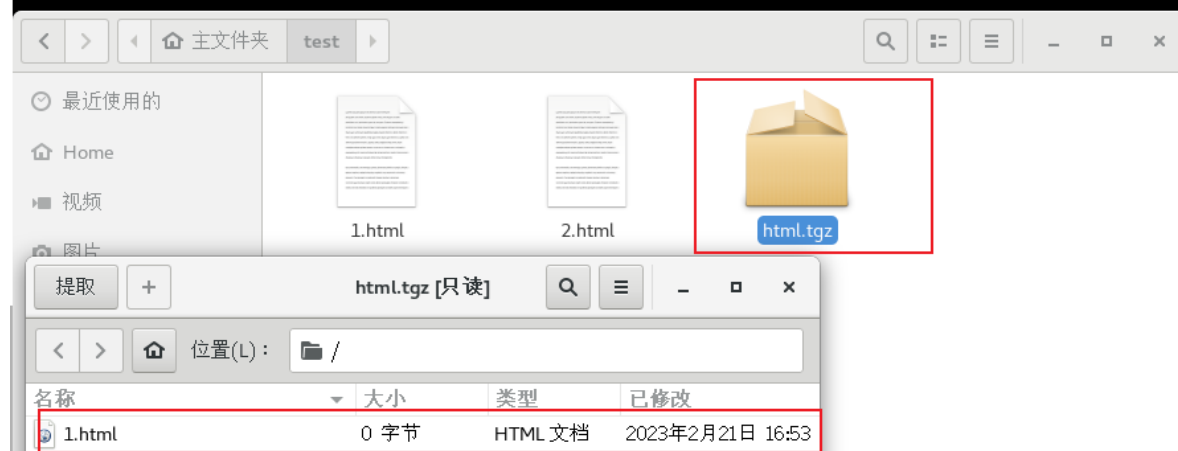 主文件夹 test
最近使用的
Home
视频
图片
1.html 2.html html.tgz
提取 + html.tgz [只读]
位置(L)： /
名称 大小 类型 已修改
1.html 0 字节 HTML 文档 2023年2月21日 16:53